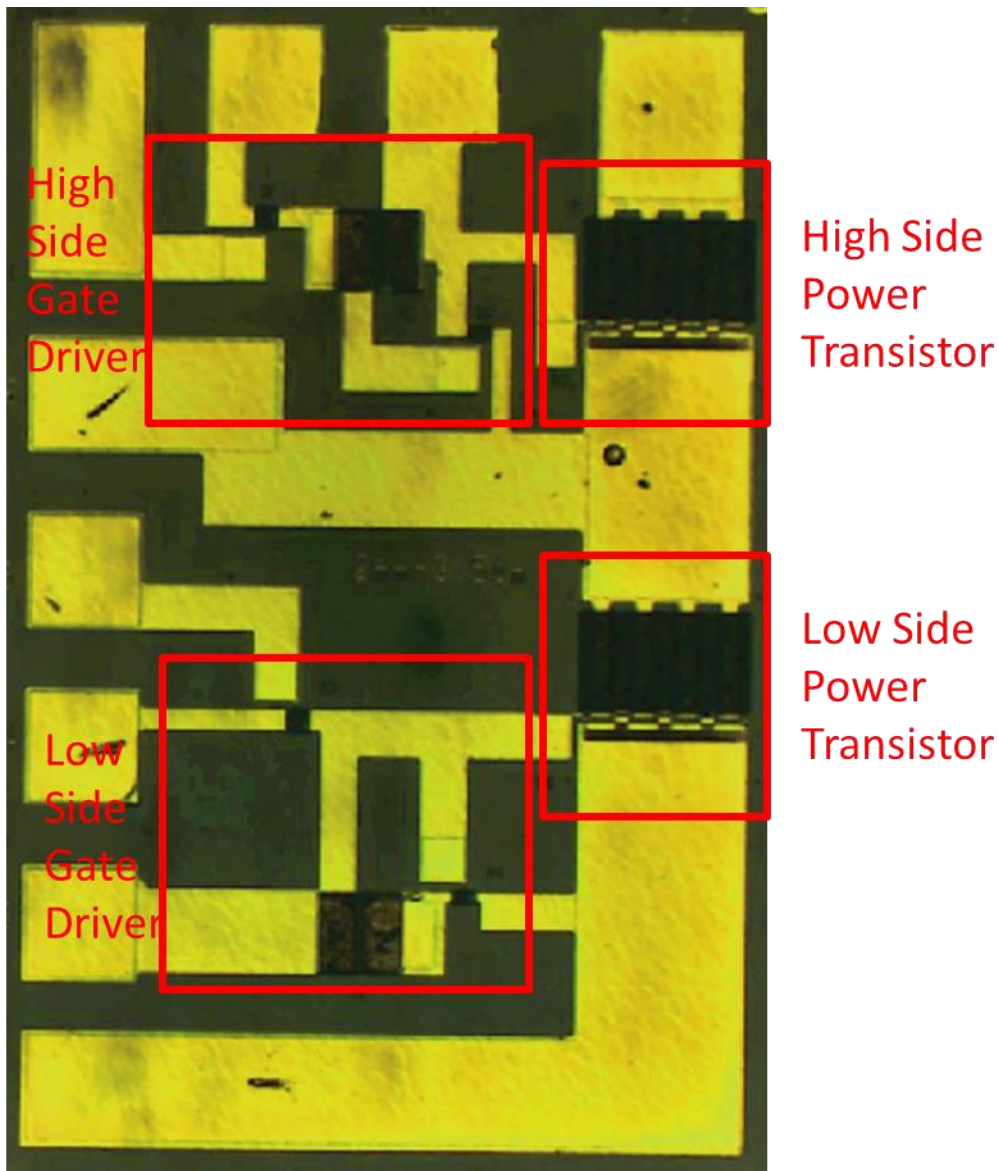 High
Side
Gate
Driver
High Side
Power
Transistor
Low Side
Power
Transistor
Low
Side
Gate
Driver